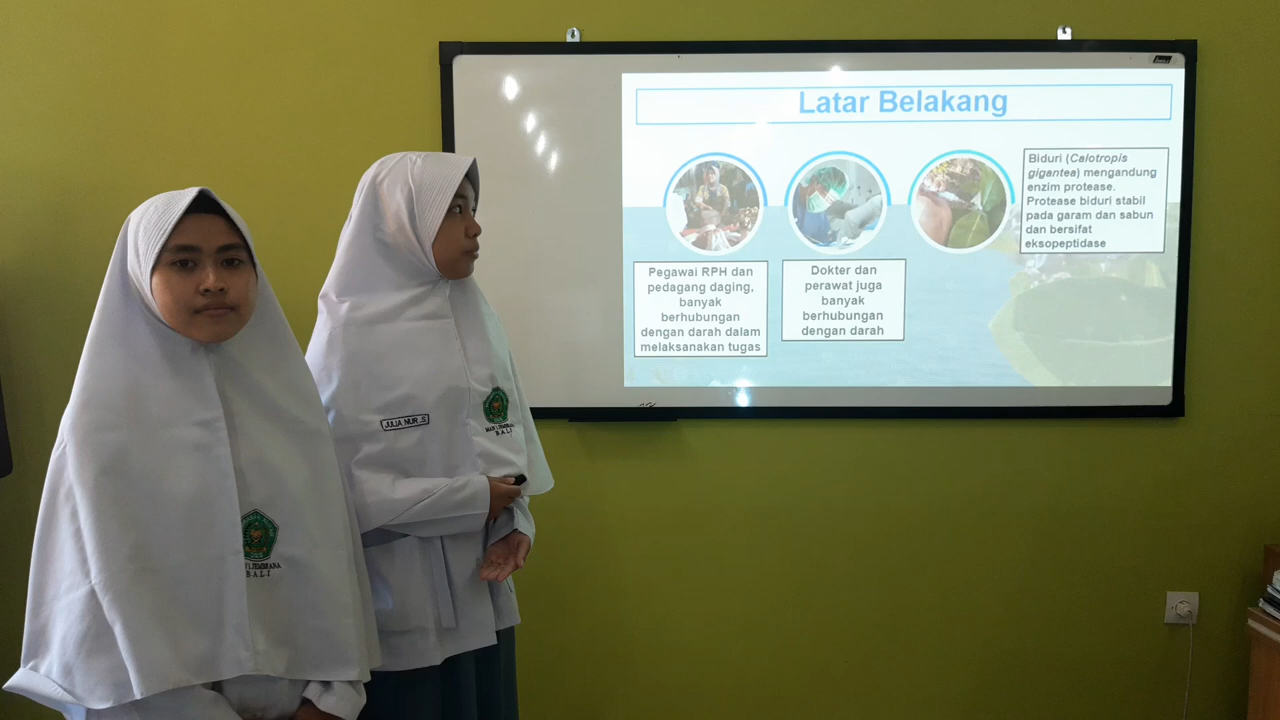 Latar Belakang
Biduri (Calotropis
gigantea) mengandung
enzim protease.
Protease biduri stabil
pada garam dan sabun
dan bersifat
eksopeptidase
Pegawai RPH dan
pedagang daging,
banyak
berhubungan
dengan darah dalam
melaksanakan tugas
Dokter dan
perawat juga
banyak
berhubungan
dengan darah
JULIA NUR .S
JEMBRANA
BALI
BALI